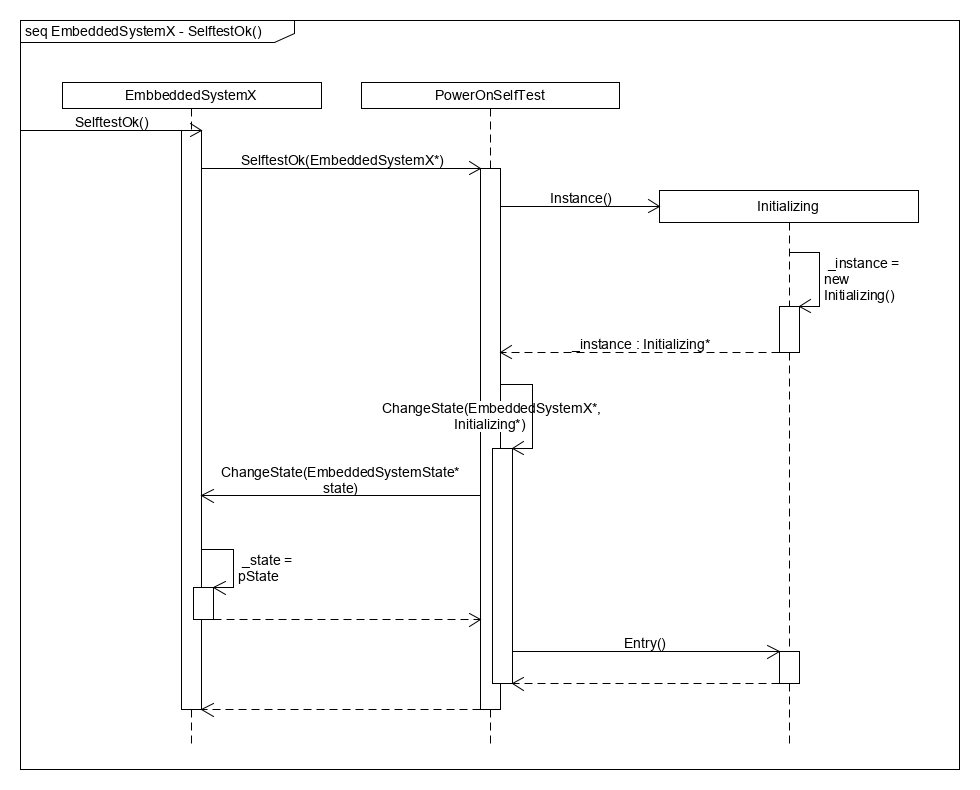 seq EmbeddedSystemX - SelftestOk()
EmbbeddedSystemX
PowerOnSelfTest
SelftestOk()
SelftestOk(EmbeddedSystemX*)
Instance()
Initializing
_instance =
new
Initializing()
_instance : Initializing*
ChangeState(EmbeddedSystemX*,
Initializing*)
ChangeState(EmbeddedSystemState*
state)
_state =
pState
Entry()